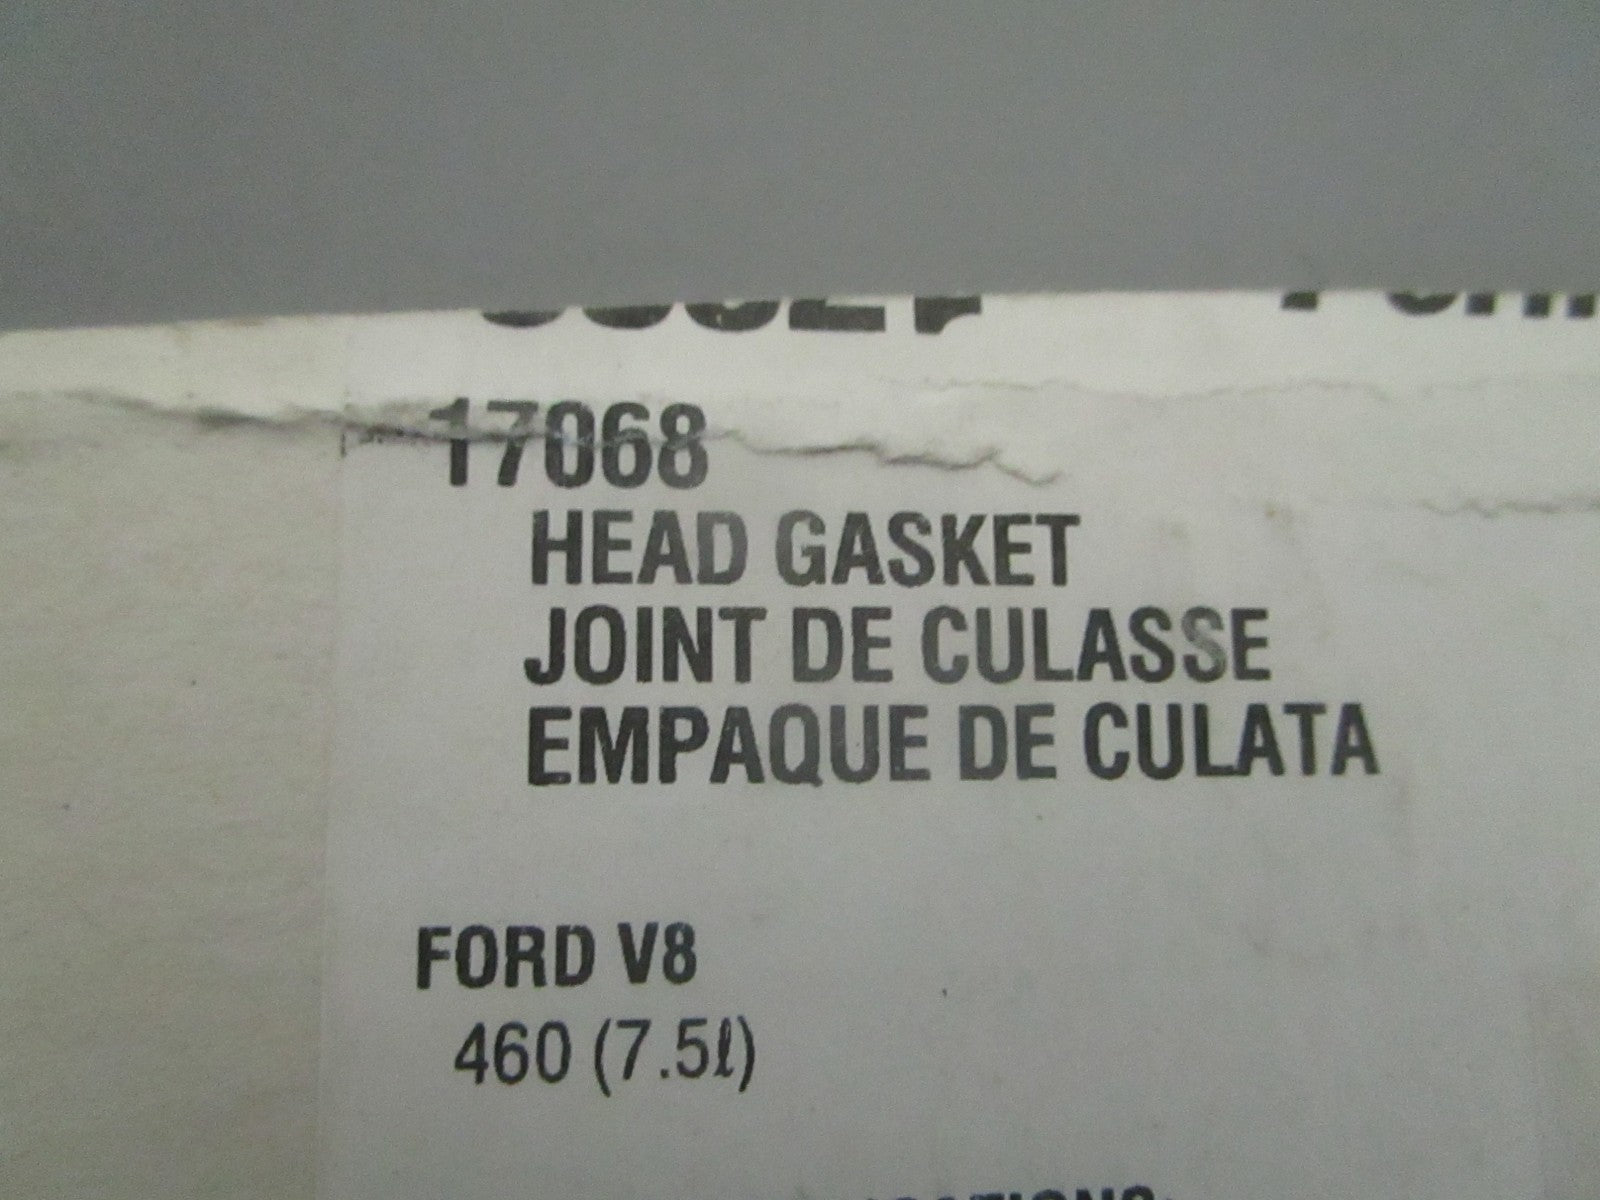 17068
HEAD GASKET
JOINT DE CULASSE
EMPAQUE DE CULATA
FORD V8
460 (7.5ℓ)